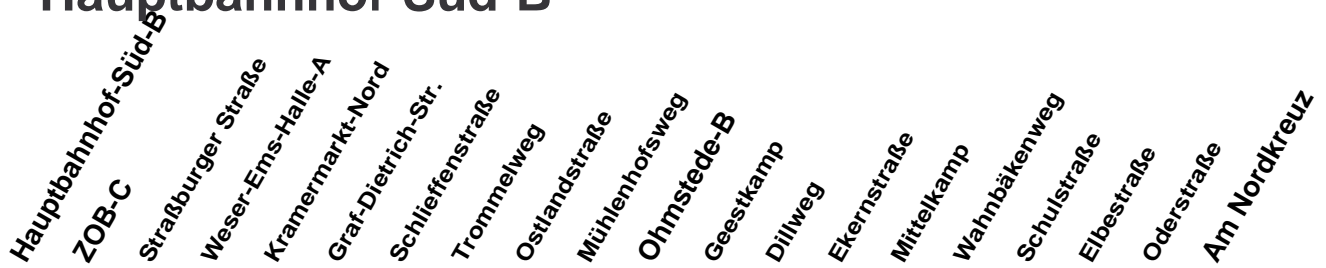 Hauptbahnhof-Süd-B
Hauptbahnhof-Süd-B
ZOB-C
Straßburger Straße
Weser-Ems-Halle-A
Kramermarkt-Nord
Graf-Dietrich-Str.
Schlieffenstraße
Trommelweg
Ostlandstraße
Mühlenhofsweg
Ohmstede-B
Geestkamp
Dillweg
Ekernstraße
Mittelkamp
Wahnbäkenweg
Schulstraße
Elbestraße
Oderstraße
Am Nordkreuz